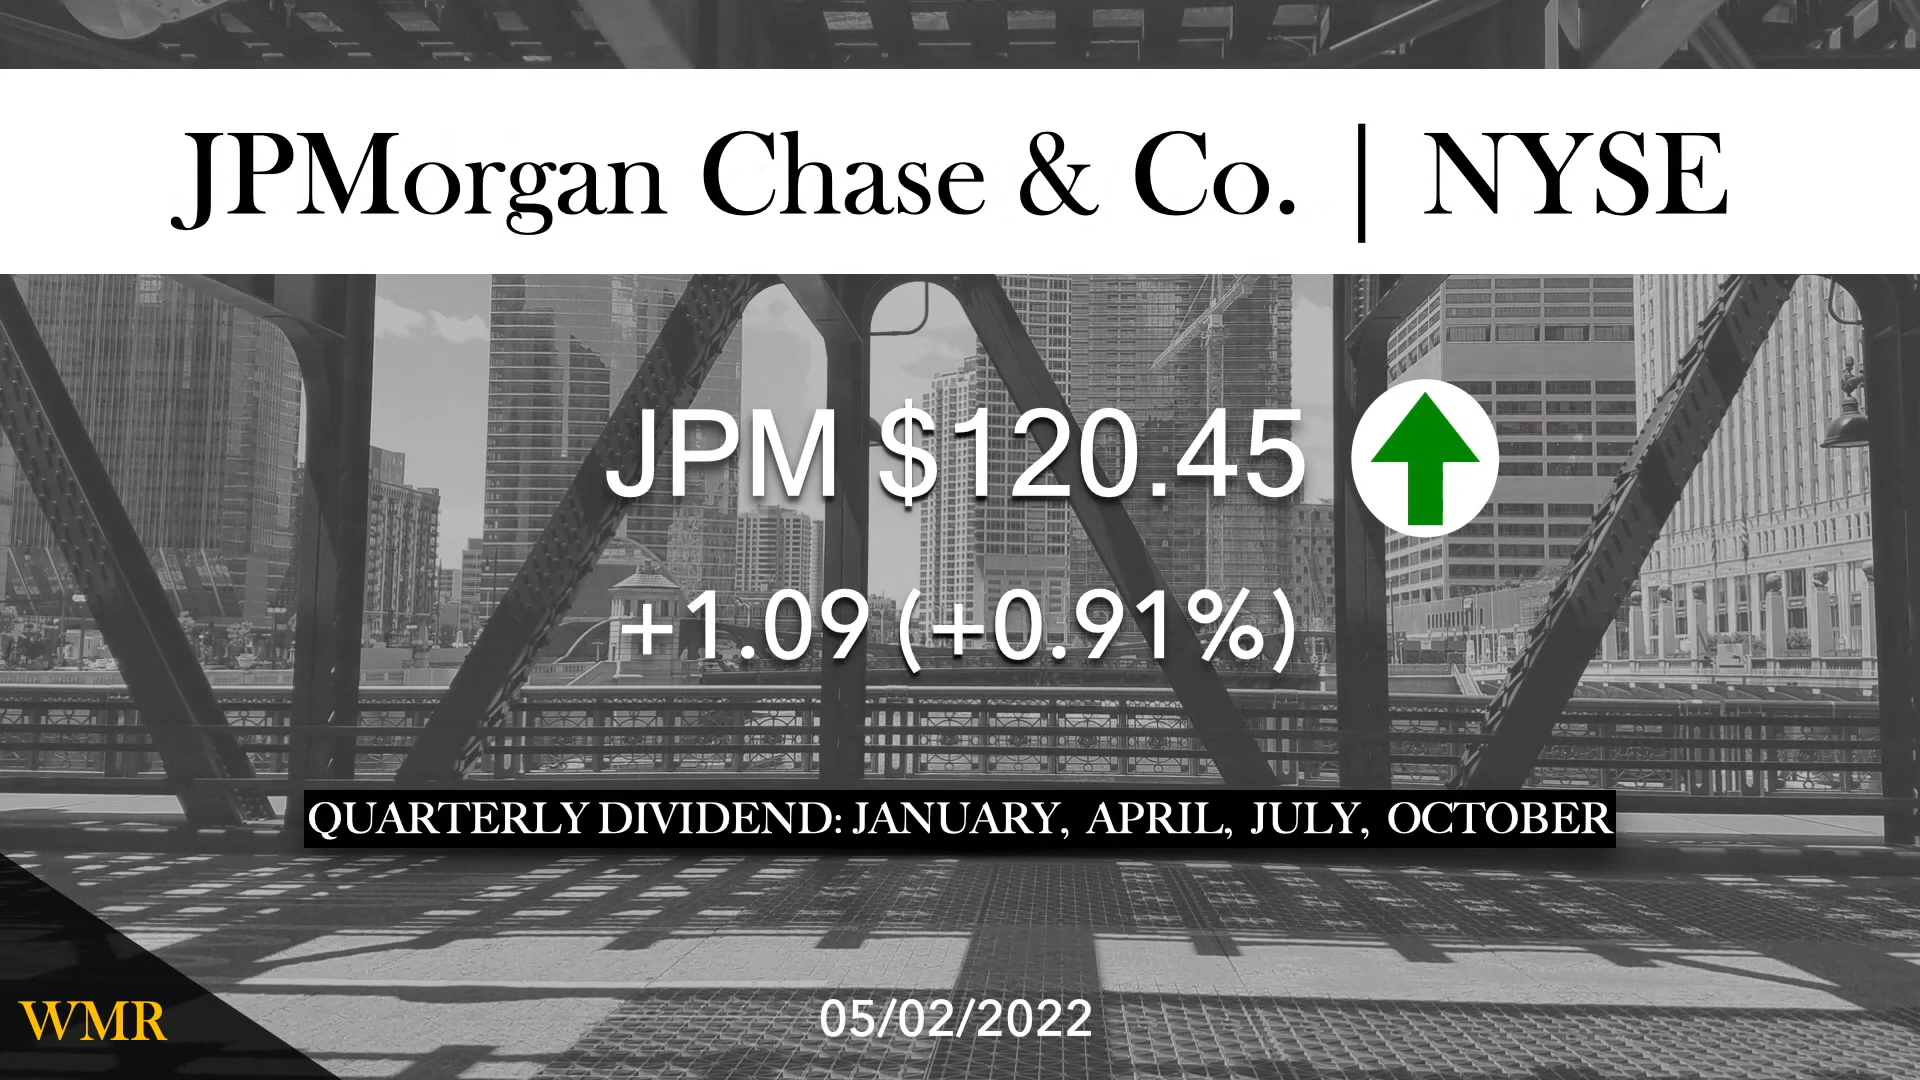 JPMorgan Chase & Co. | NYSE
JPM $120.45
+1.09 (+0.91%)
QUARTERLY DIVIDEND: JANUARY, APRIL, JULY, OCTOBER
WMR
05/02/2022